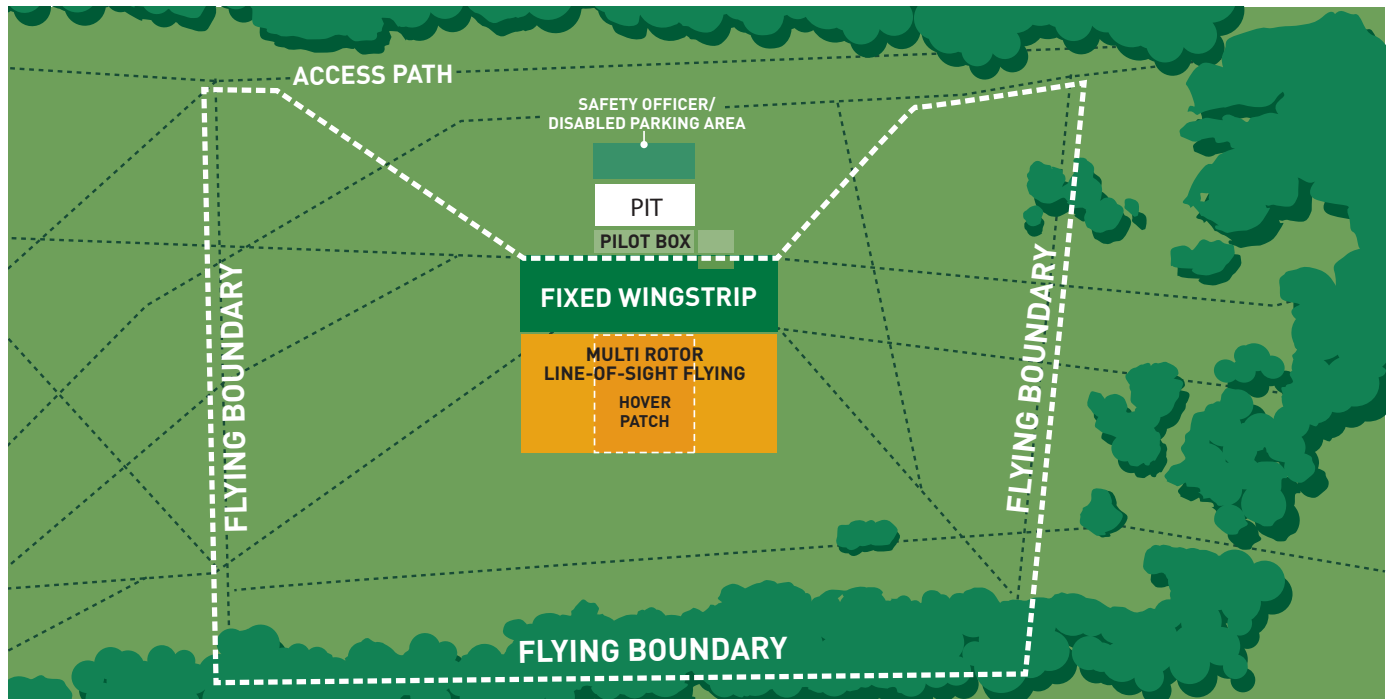 ACCESS PATH
SAFETY OFFICER/
DISABLED PARKING AREA
PIT
PILOT BOX
FIXED WINGSTRIP
MULTI ROTOR
LINE-OF-SIGHT FLYING
HOVER
PATCH
FLYING BOUNDARY
FLYING BOUNDARY
FLYING BOUNDARY